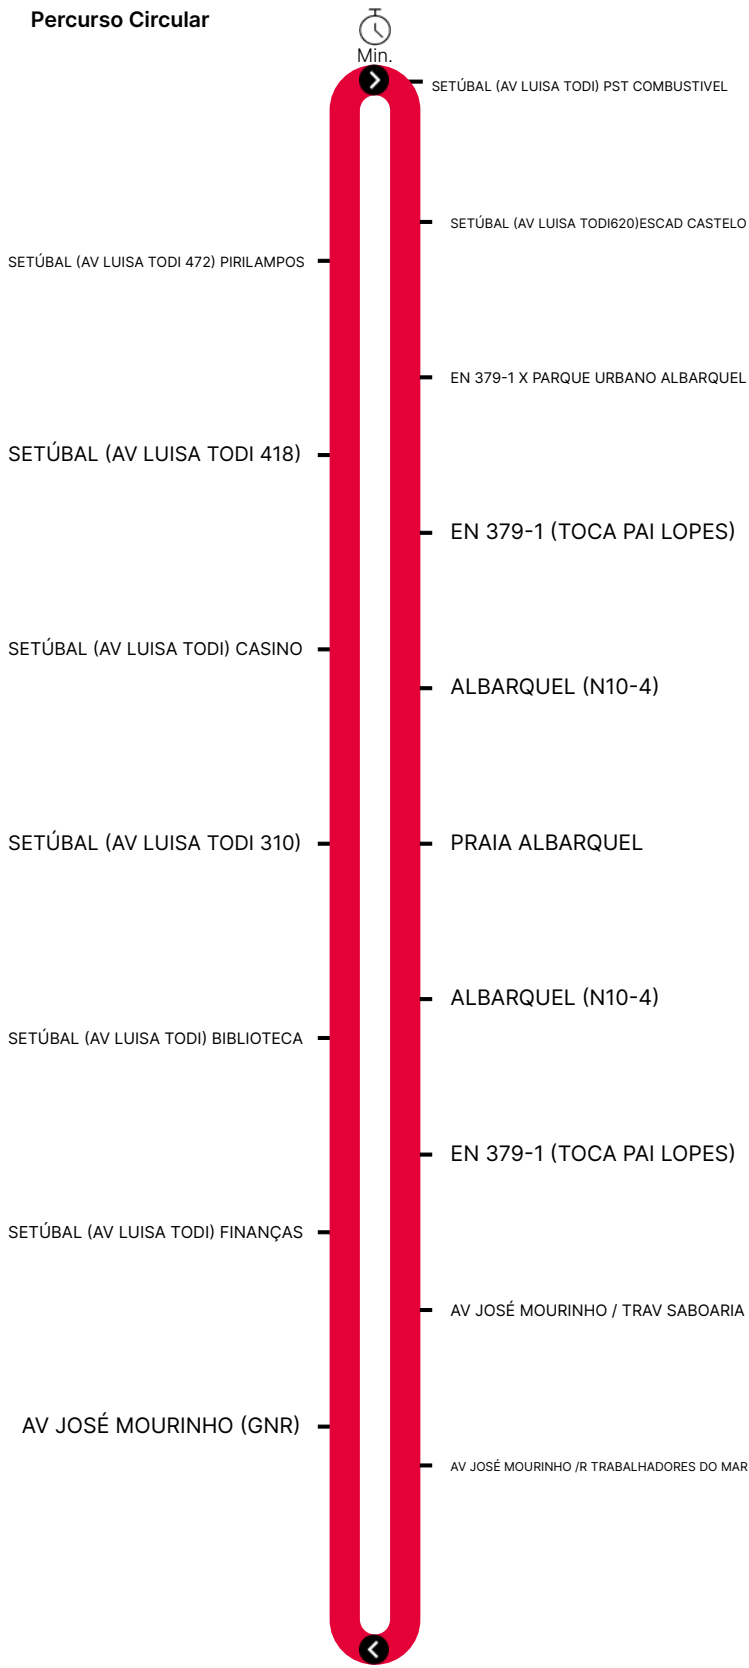 Percurso Circular
Min.
SETÚBAL (AV LUISA TODI) PST COMBUSTIVEL
SETÚBAL (AV LUISA TODI620)ESCAD CASTELO
SETÚBAL (AV LUISA TODI 472) PIRILAMPOS
EN 379-1 X PARQUE URBANO ALBARQUEL
SETÚBAL (AV LUISA TODI 418)
EN 379-1 (TOCA PAI LOPES)
SETÚBAL (AV LUISA TODI) CASINO
ALBARQUEL (N10-4)
SETÚBAL (AV LUISA TODI 310)
PRAIA ALBARQUEL
ALBARQUEL (N10-4)
SETÚBAL (AV LUISA TODI) BIBLIOTECA
EN 379-1 (TOCA PAI LOPES)
SETÚBAL (AV LUISA TODI) FINANÇAS
AV JOSÉ MOURINHO / TRAV SABOARIA
AV JOSÉ MOURINHO (GNR)
AV JOSÉ MOURINHO /R TRABALHADORES DO MAR